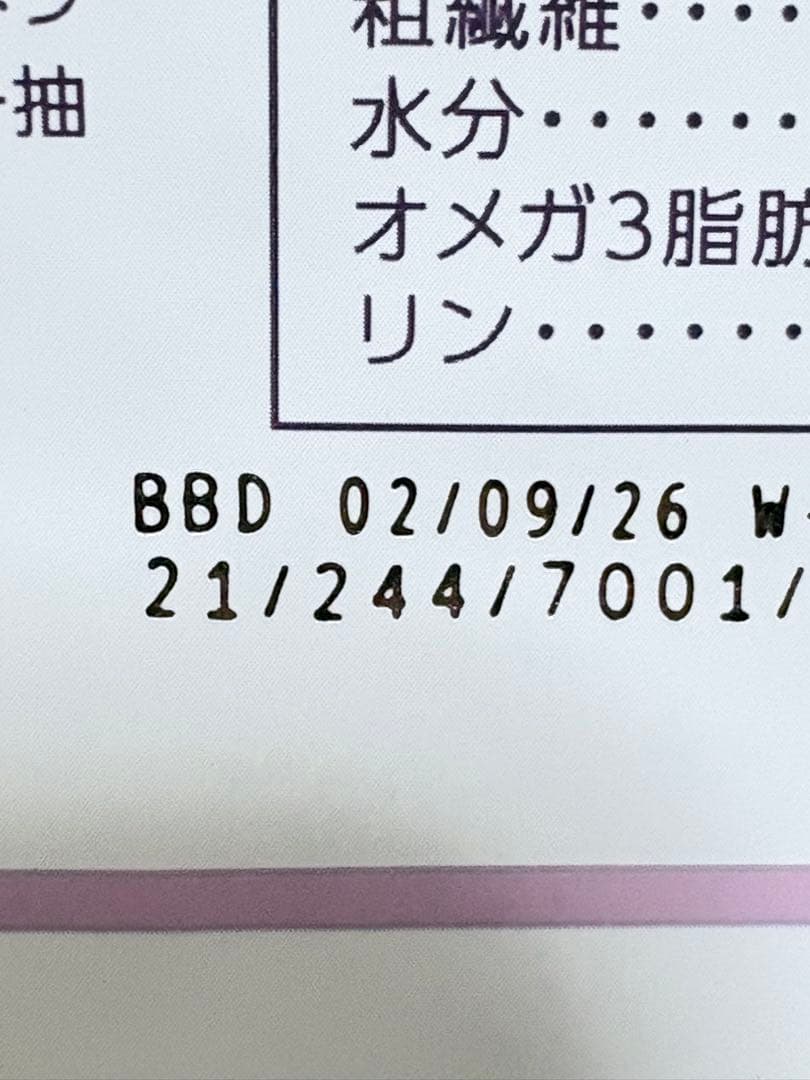 抽
粗繊維・・・・
水分・・・・・・
オメガ3脂肪
リン・・・・・・
BBD 02/09/26 W
21/244/7001/